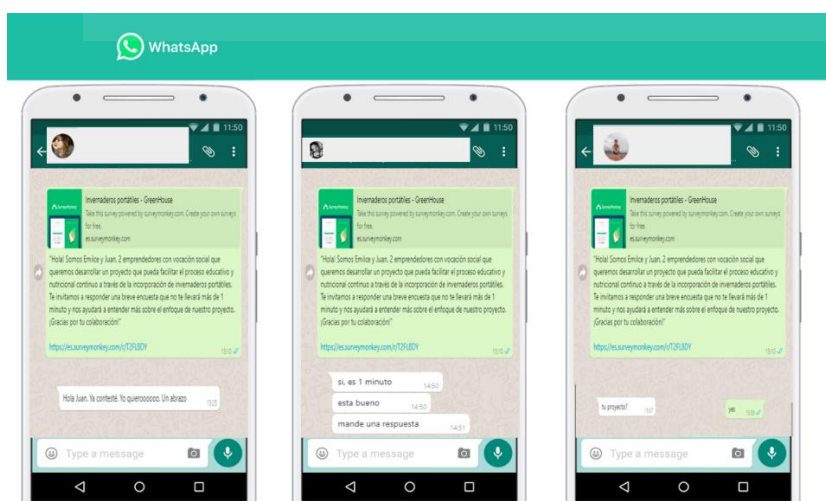 WhatsApp
11:50
Invernaderos portátiles - GreenHouse
Take this survey powered by surveymonkey.com. Create your own surveys
for free.
es.surveymonkey.com
SurveyMonkey
"Hola! Somos Emilce y Juan. 2 emprendedores con vocación social que
queremos desarrollar un proyecto que pueda facilitar el proceso educativo y
nutricional continuo a través de la incorporación de invernaderos portátiles.
Te invitamos a responder una breve encuesta que no te llevará más de 1
minuto y nos ayudará a entender más sobre el enfoque de nuestro proyecto.
¡Gracias por tu colaboración!"
Hola Juan. Ya contesté. Yo quieroooooo. Un abrazo
Type a message
11:50
Invernaderos portátiles - GreenHouse
Take this survey powered by surveymonkey.com. Create your own surveys
for free.
es.surveymonkey.com
SurveyMonkey
"Hola! Somos Emilce y Juan. 2 emprendedores con vocación social que
queremos desarrollar un proyecto que pueda facilitar el proceso educativo y
nutricional continuo a través de la incorporación de invernaderos portátiles.
Te invitamos a responder una breve encuesta que no te llevará más de 1
minuto y nos ayudará a entender más sobre el enfoque de nuestro proyecto.
¡Gracias por tu colaboración!"
si, es 1 minuto 14:50
esta bueno 14:50
mande una respuesta 14:51
Type a message
11:50
Invernaderos portátiles - GreenHouse
Take this survey powered by surveymonkey.com. Create your own surveys
for free.
es.surveymonkey.com
SurveyMonkey
"Hola! Somos Emilce y Juan. 2 emprendedores con vocación social que
queremos desarrollar un proyecto que pueda facilitar el proceso educativo y
nutricional continuo a través de la incorporación de invernaderos portátiles.
Te invitamos a responder una breve encuesta que no te llevará más de 1
minuto y nos ayudará a entender más sobre el enfoque de nuestro proyecto.
¡Gracias por tu colaboración!"
tu proyecto?
yes
Type a message